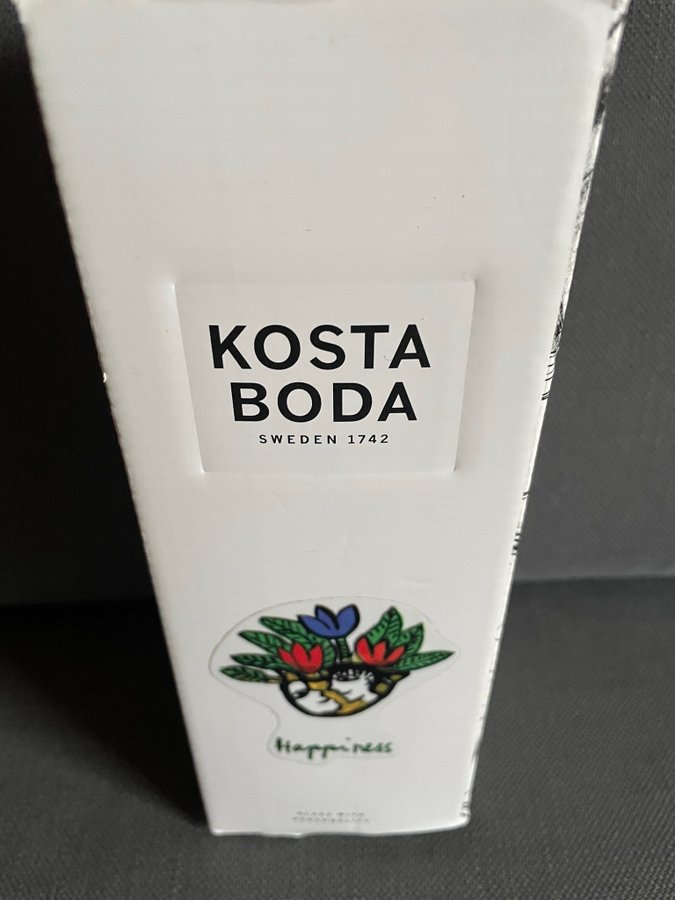 KOSTA
BODA
SWEDEN 1742
Happiness